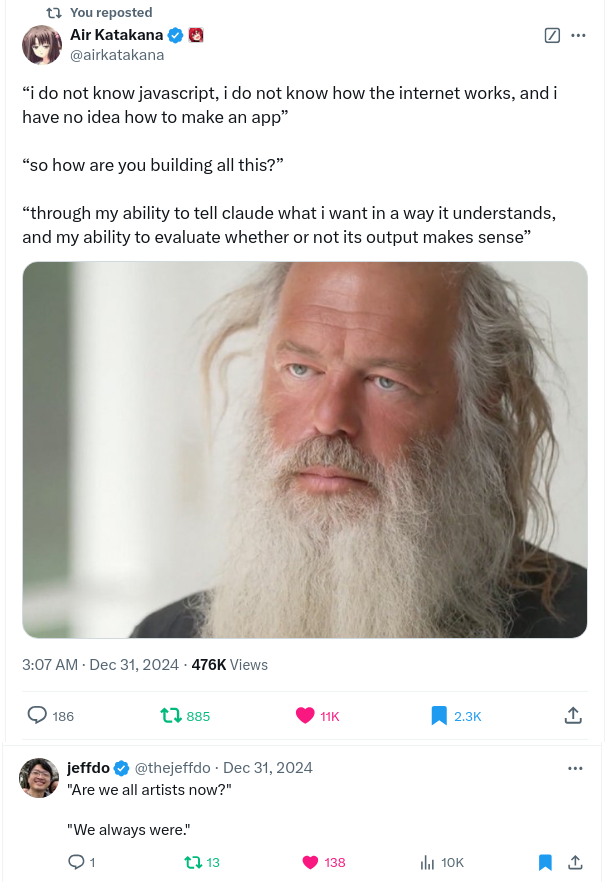 You reposted
Air Katakana
@airkatakana
“i do not know javascript, i do not know how the internet works, and i
have no idea how to make an app”
“so how are you building all this?”
“through my ability to tell claude what i want in a way it understands,
and my ability to evaluate whether or not its output makes sense”
3:07 AM · Dec 31, 2024 · 476K Views
186 885 11K 2.3K
jeffdo @thejeffdo · Dec 31, 2024
"Are we all artists now?"
"We always were."
1 13 138 10K